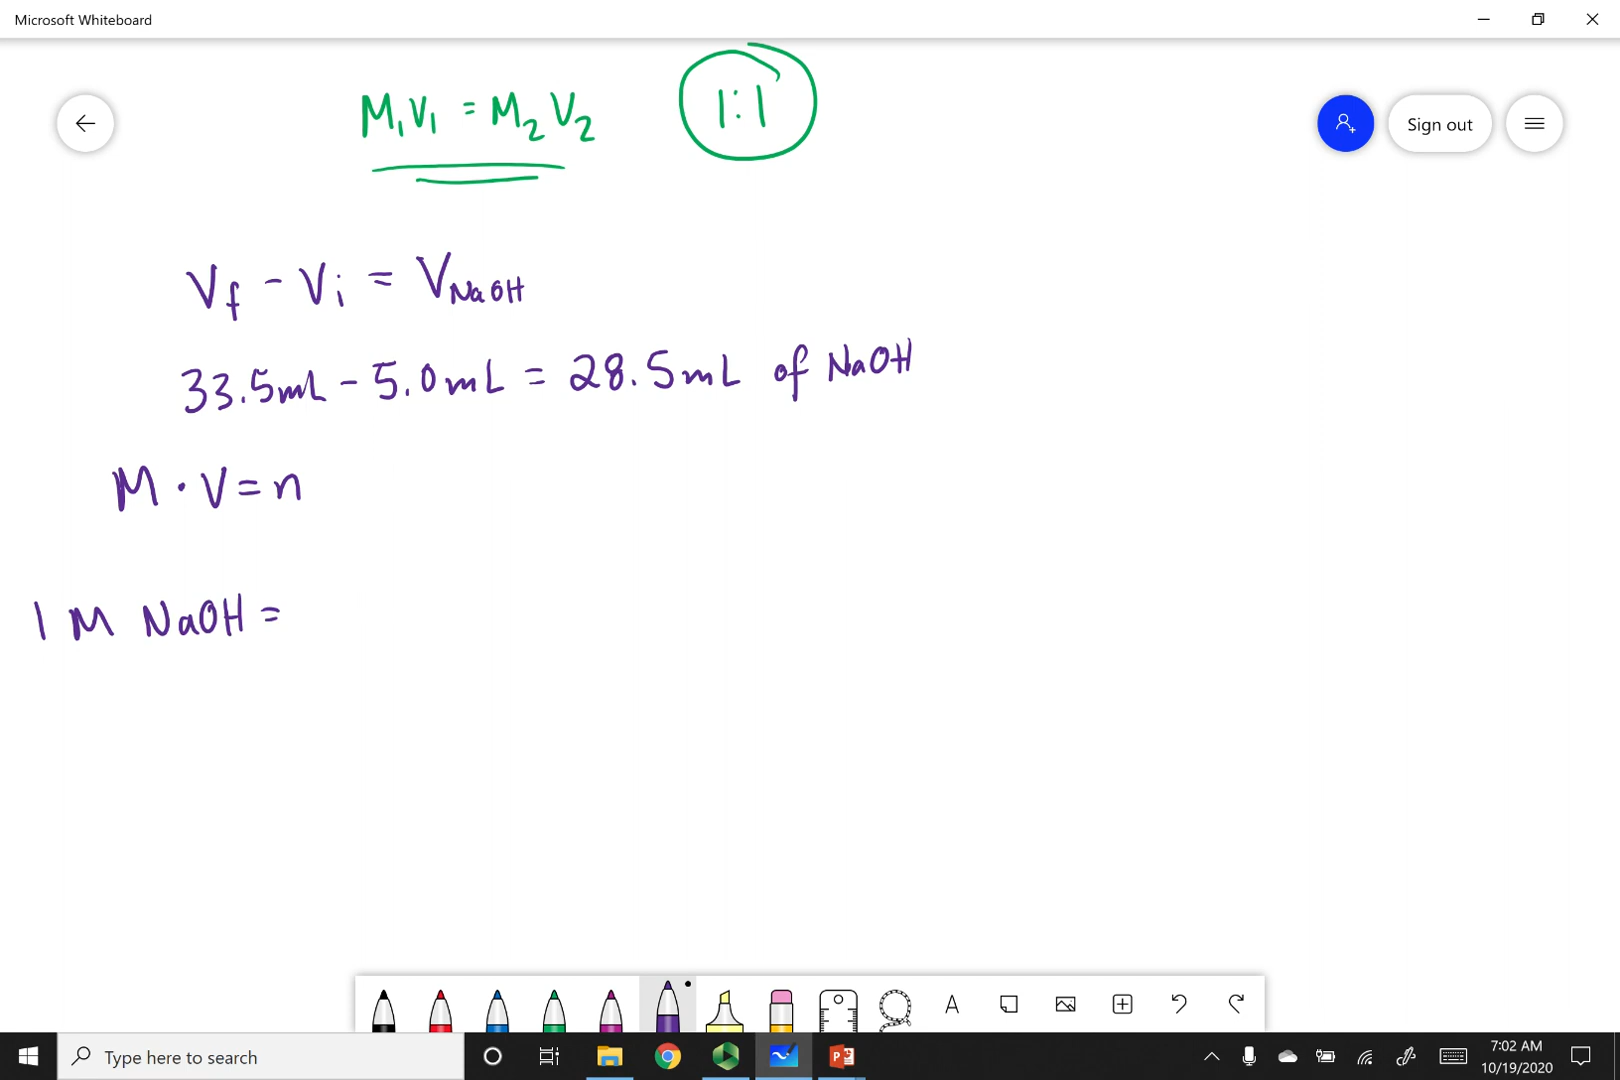 Microsoft Whiteboard
M₁V₁ = M₂V₂ 1:1
Sign out
Vf - Vi = VNaOH
33.5mL - 5.0mL = 28.5mL of NaOH
M · V = n
1 M NaOH =
A
Type here to search
7:02 AM
10/19/2020